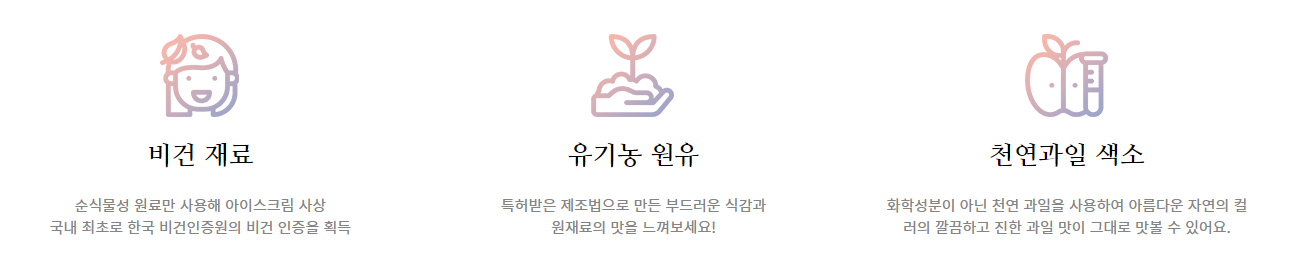 비건 재료
순식물성 원료만 사용해 아이스크림 사상
국내 최초로 한국 비건인증원의 비건 인증을 획득
유기농 원유
특허받은 제조법으로 만든 부드러운 식감과
원재료의 맛을 느껴보세요!
천연과일 색소
화학성분이 아닌 천연 과일을 사용하여 아름다운 자연의 컬
러의 깔끔하고 진한 과일 맛이 그대로 맛볼 수 있어요.